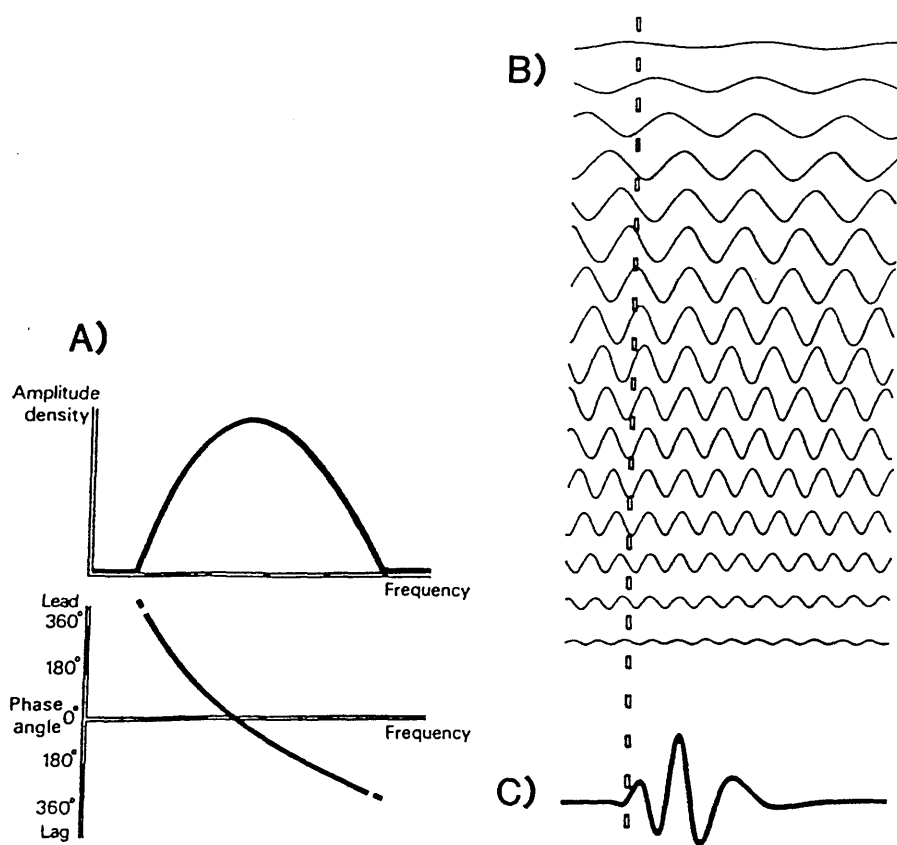 B)
A)
Amplitude
density
Frequency
Lead
360°
180°
Phase
angle 0°
Frequency
180°
360°
Lag
C)